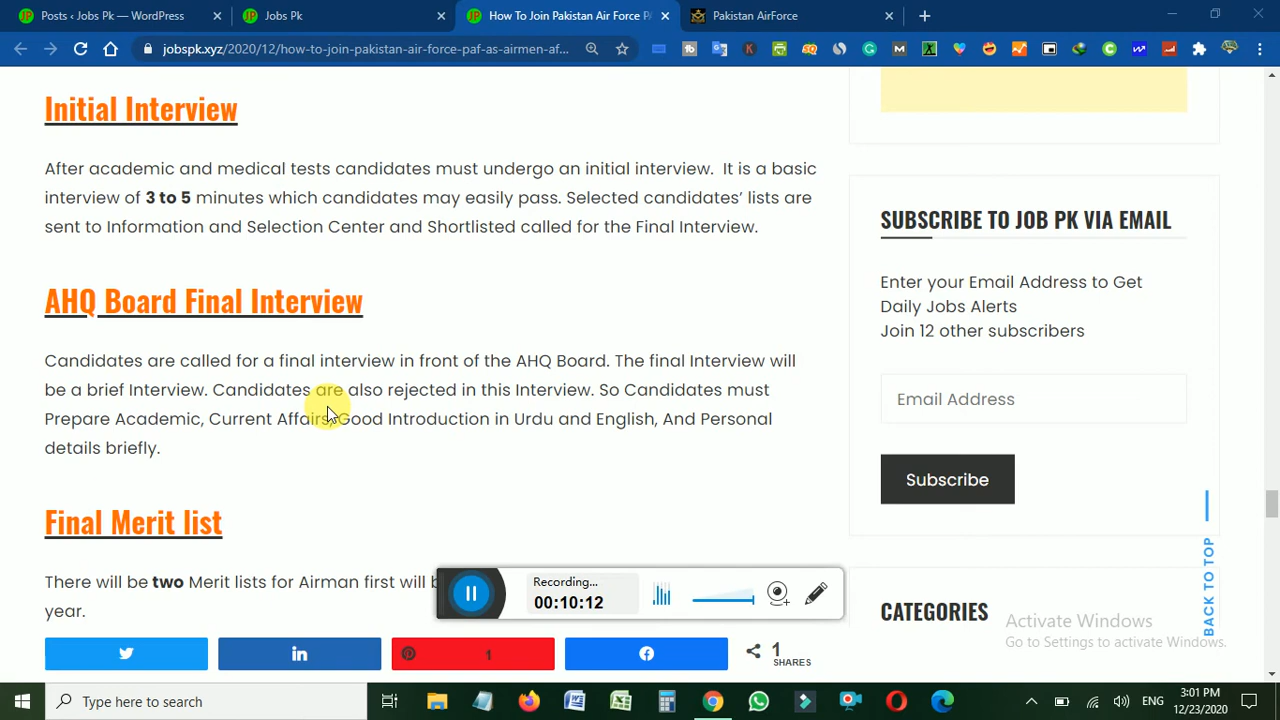 Posts ‹ Jobs Pk — WordPress
Jobs Pk
How To Join Pakistan Air Force PA
Pakistan AirForce
jobspk.xyz/2020/12/how-to-join-pakistan-air-force-paf-as-airmen-af...
Initial Interview
After academic and medical tests candidates must undergo an initial interview. It is a basic
interview of 3 to 5 minutes which candidates may easily pass. Selected candidates’ lists are
sent to Information and Selection Center and Shortlisted called for the Final Interview.
AHQ Board Final Interview
Candidates are called for a final interview in front of the AHQ Board. The final Interview will
be a brief Interview. Candidates are also rejected in this Interview. So Candidates must
Prepare Academic, Current Affairs, Good Introduction in Urdu and English, And Personal
details briefly.
Final Merit list
There will be two Merit lists for Airman first will b
year.
SUBSCRIBE TO JOB PK VIA EMAIL
Enter your Email Address to Get
Daily Jobs Alerts
Join 12 other subscribers
Email Address
Subscribe
CATEGORIES
BACK TO TOP
Recording...
00:10:12
1
1
SHARES
Activate Windows
Go to Settings to activate Windows.
Type here to search
ENG
3:01 PM
12/23/2020